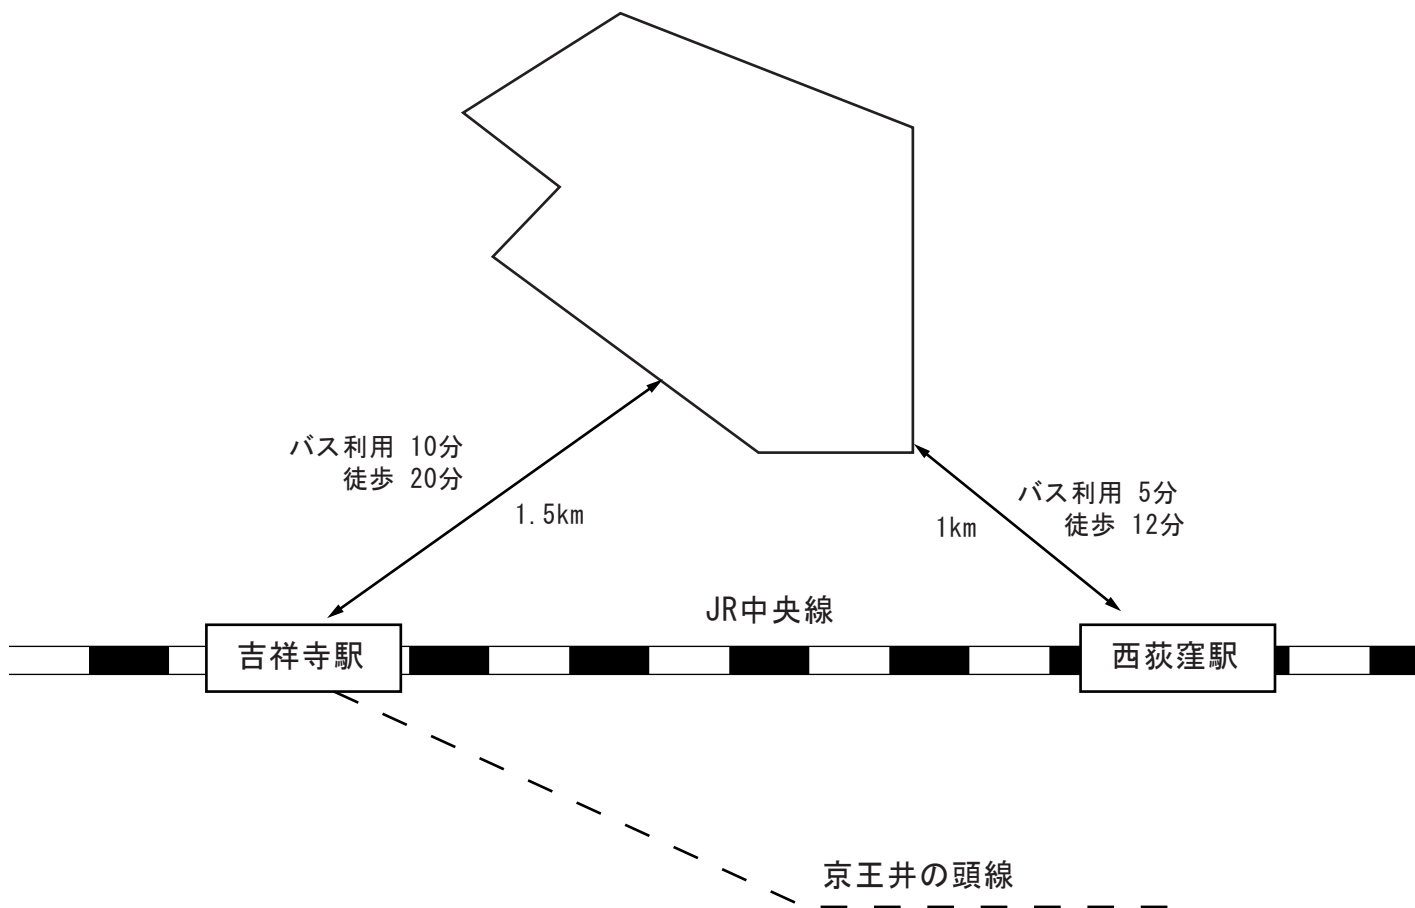 バス利用 10分
徒歩 20分
1.5km
バス利用 5分
徒歩 12分
1km
JR中央線
吉祥寺駅
西荻窪駅
京王井の頭線